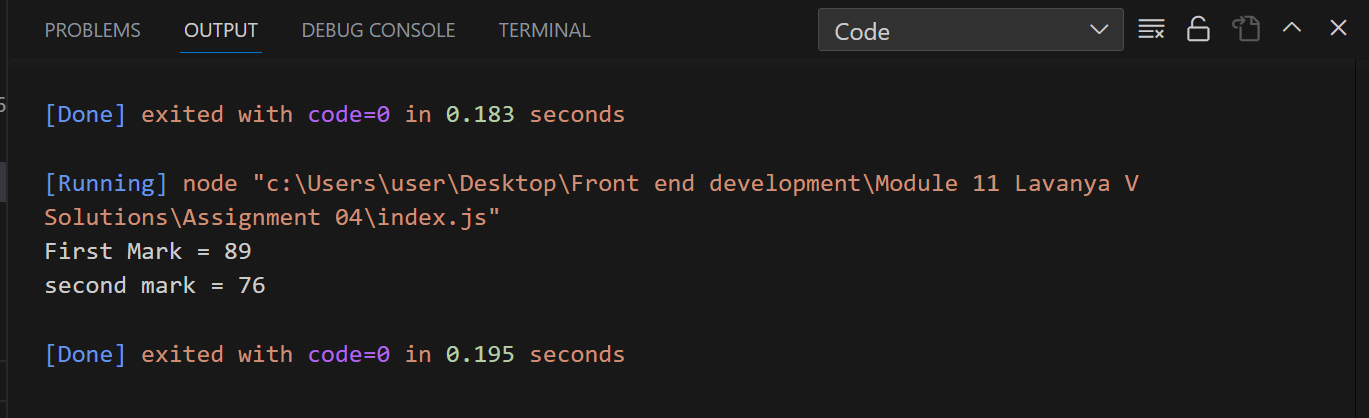 PROBLEMS OUTPUT DEBUG CONSOLE TERMINAL Code
[Done] exited with code=0 in 0.183 seconds
[Running] node "c:\Users\user\Desktop\Front end development\Module 11 Lavanya V
Solutions\Assignment 04\index.js"
First Mark = 89
second mark = 76
[Done] exited with code=0 in 0.195 seconds